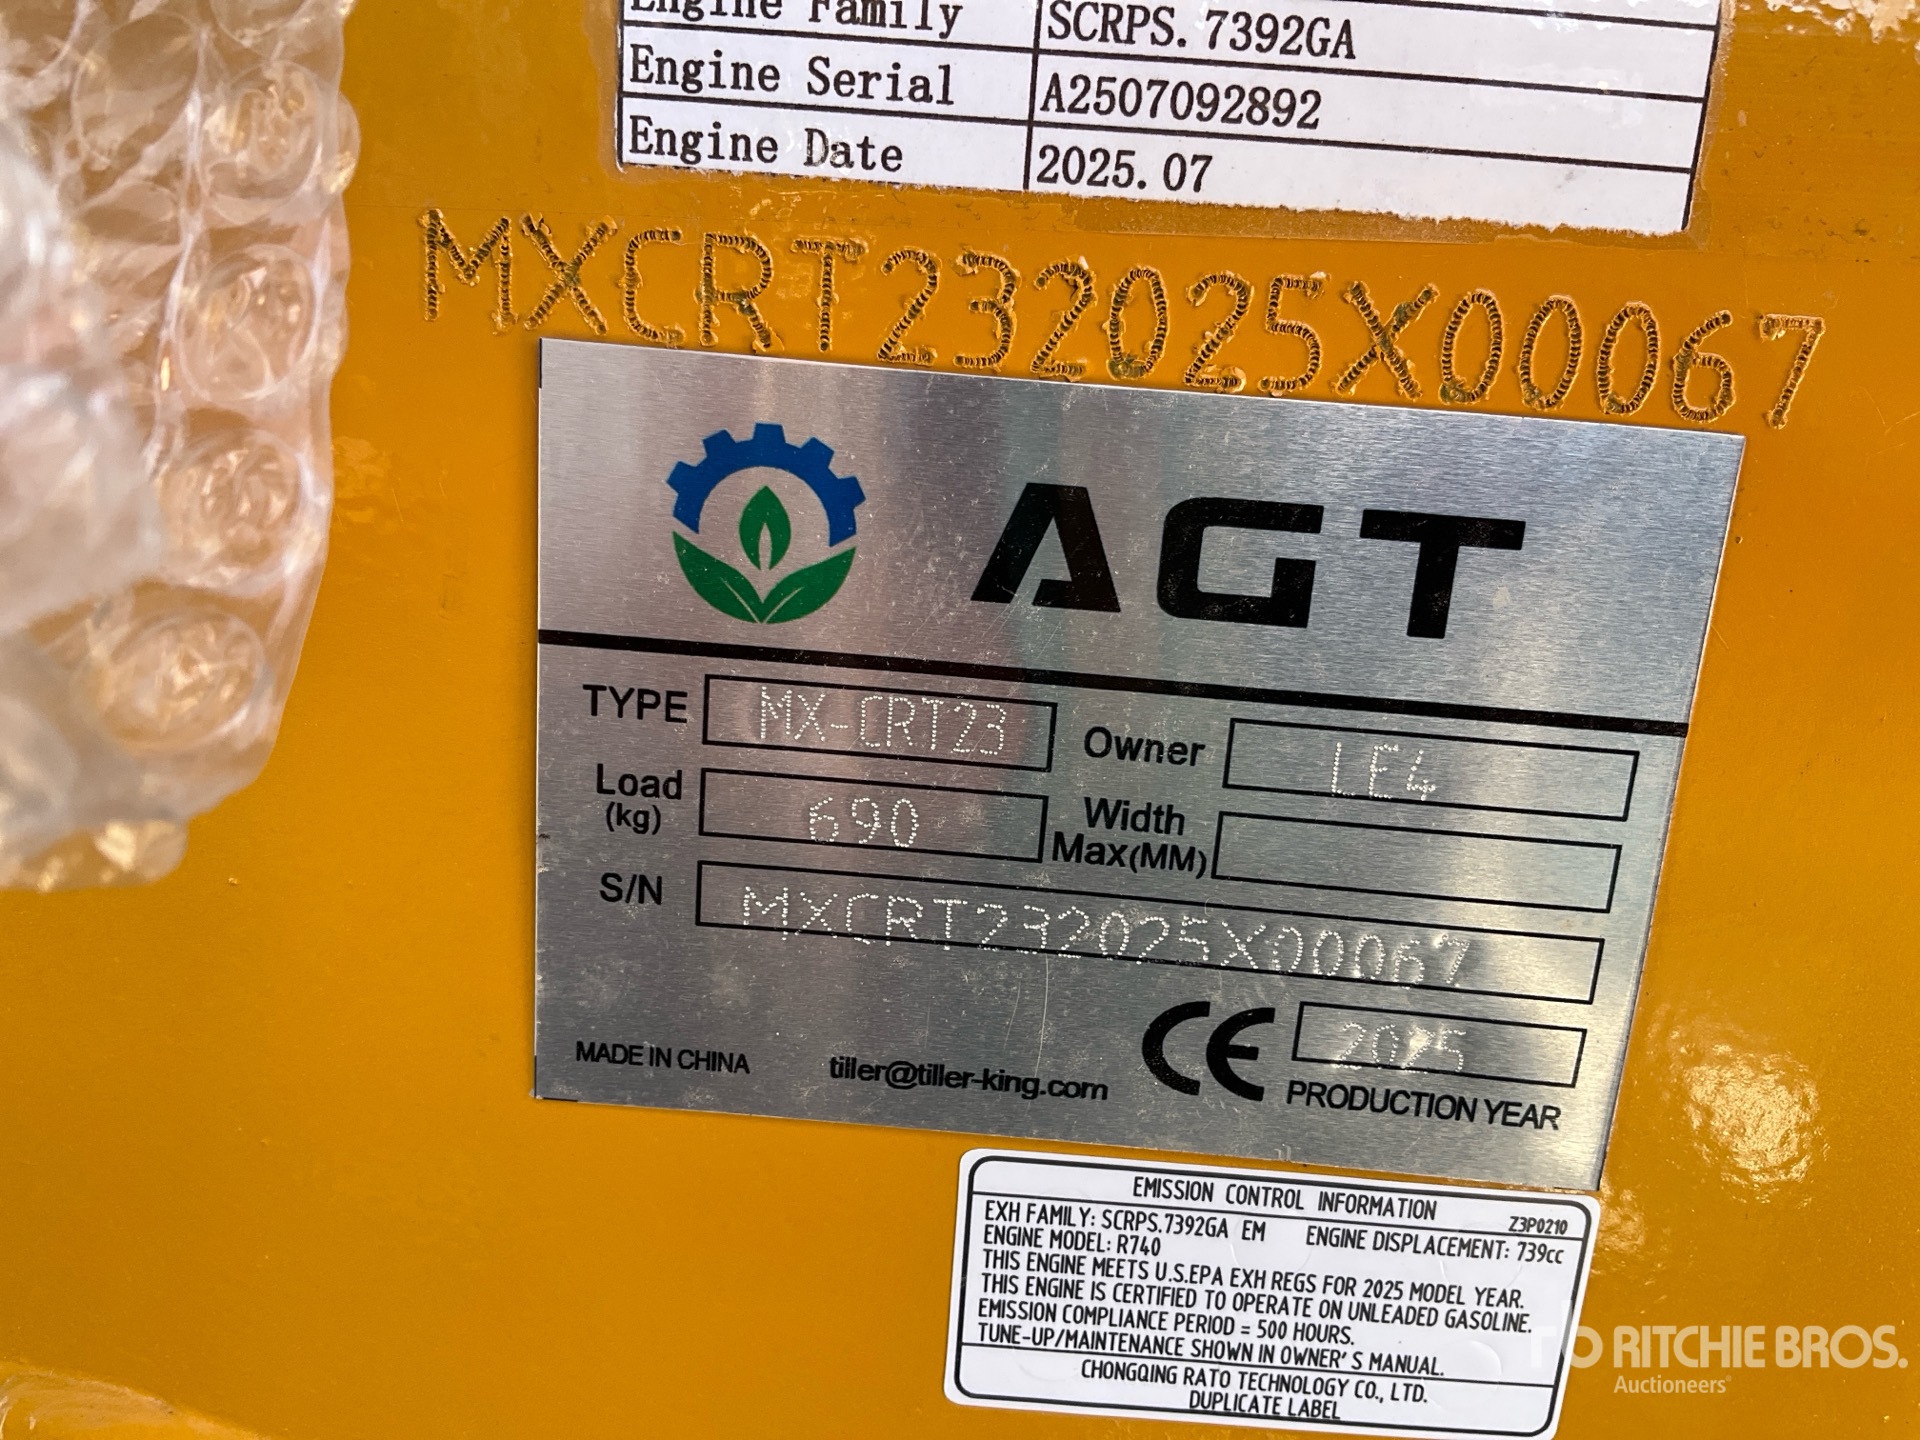 Engine Family SCRPS. 7392GA
Engine Serial A2507092892
Engine Date 2025. 07
MXCRT232025X00067
AGT
TYPE MX-CRT23
Owner LE4
Load (kg) 690
Width Max(MM)
S/N MXCRT232025X00067
CE 2025
MADE IN CHINA tiller@tiller-king.com PRODUCTION YEAR
EMISSION CONTROL INFORMATION Z3P0210
EXH FAMILY: SCRPS.7392GA EM ENGINE DISPLACEMENT: 739cc
ENGINE MODEL: R740
THIS ENGINE MEETS U.S.EPA EXH REGS FOR 2025 MODEL YEAR.
THIS ENGINE IS CERTIFIED TO OPERATE ON UNLEADED GASOLINE.
EMISSION COMPLIANCE PERIOD = 500 HOURS.
TUNE-UP/MAINTENANCE SHOWN IN OWNER'S MANUAL.
CHONGQING RATO TECHNOLOGY CO., LTD.
DUPLICATE LABEL
RITCHIE BROS.
Auctioneers